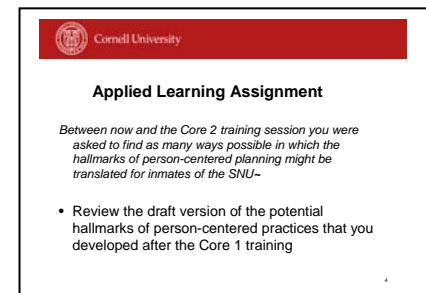 Cornell University
Applied Learning Assignment
Between now and the Core 2 training session you were
asked to find as many ways possible in which the
hallmarks of person-centered planning might be
translated for inmates of the SNU~
• Review the draft version of the potential
hallmarks of person-centered practices that you
developed after the Core 1 training
4